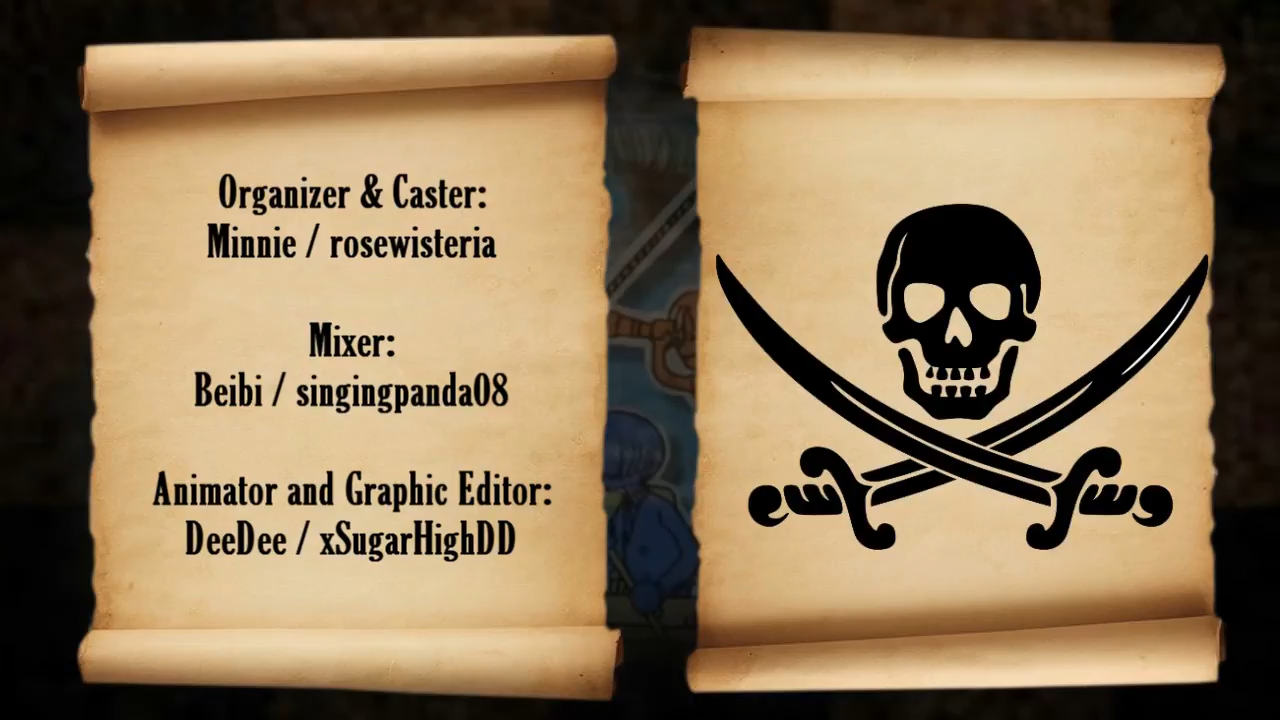 Organizer & Caster:
Minnie / rosewisteria
Mixer:
Beibi / singingpanda08
Animator and Graphic Editor:
DeeDee / xSugarHighDD